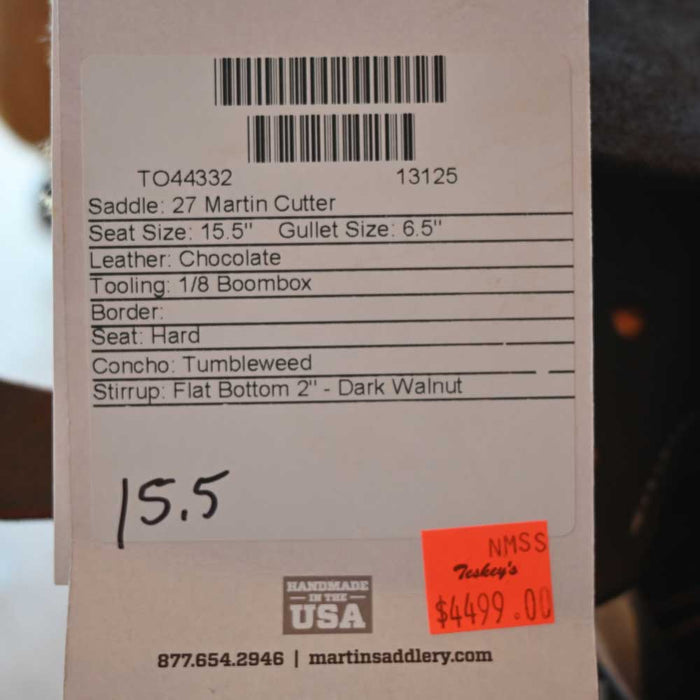 TO44332 13125
Saddle: 27 Martin Cutter
Seat Size: 15.5" Gullet Size: 6.5"
Leather: Chocolate
Tooling: 1/8 Boombox
Border:
Seat: Hard
Concho: Tumbleweed
Stirrup: Flat Bottom 2" - Dark Walnut
15.5
NMSS
Teskey's
$4499.00
HANDMADE
IN THE
USA
877.654.2946 | martinsaddlery.com